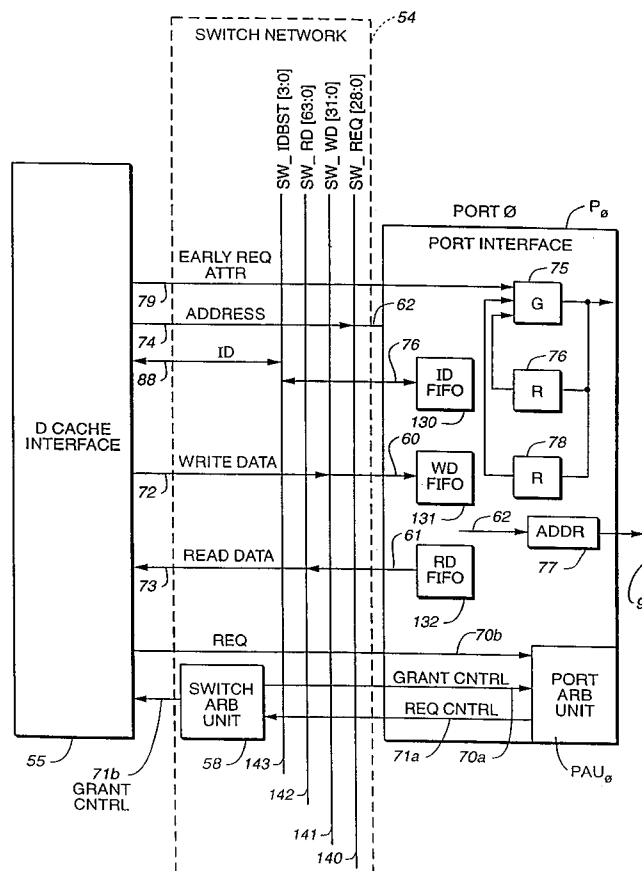 SWITCH NETWORK
54
SW_IDBST [3:0]
SW_RD [63:0]
SW_WD [31:0]
SW_REQ [28:0]
PORT Ø
PØ
PORT INTERFACE
EARLY REQ
ATTR
79
75
G
ADDRESS
74
62
ID
88
76
ID
FIFO
130
76
R
D CACHE
INTERFACE
WRITE DATA
72
60
WD
FIFO
131
78
R
62
ADDR
77
9
READ DATA
73
61
RD
FIFO
132
REQ
70b
SWITCH
ARB
UNIT
58
GRANT CNTRL
REQ CNTRL
PORT
ARB
UNIT
55
71b
GRANT
CNTRL
143
142
141
140
71a
70a
PAUØ